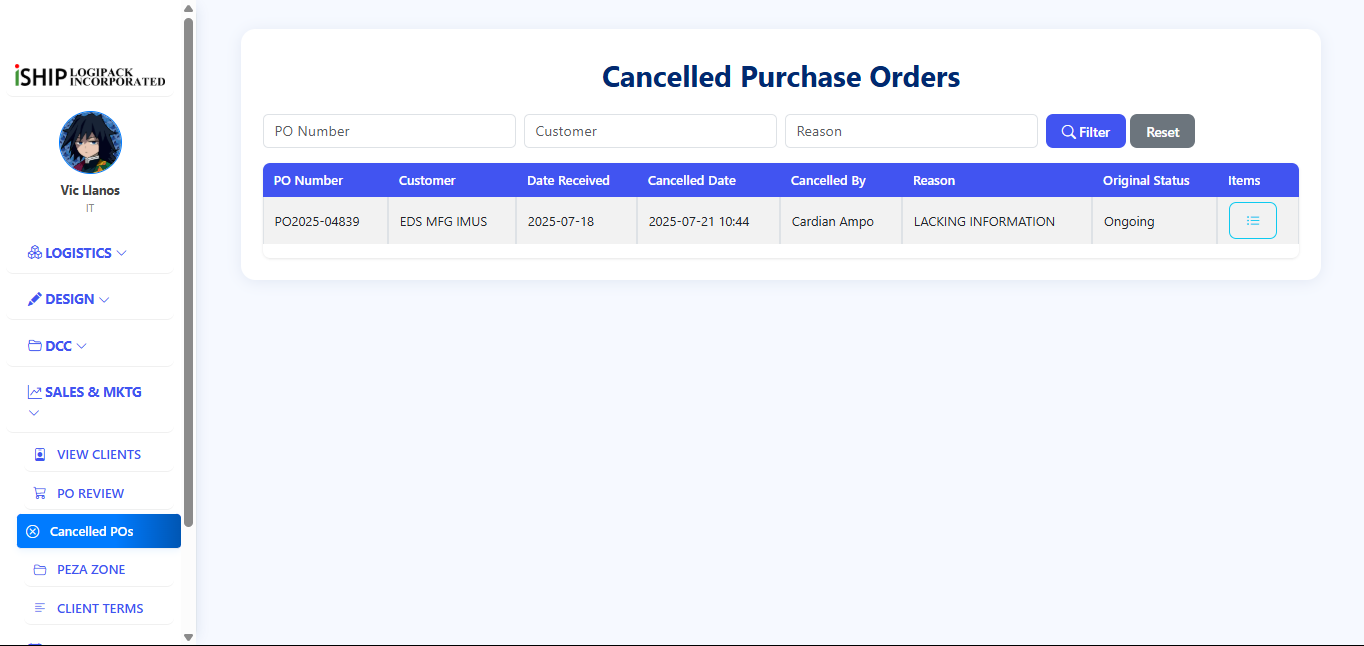 iSHIP LOGIPACK INCORPORATED
Vic Llanos
IT
LOGISTICS
DESIGN
DCC
SALES & MKTG
VIEW CLIENTS
PO REVIEW
Cancelled POs
PEZA ZONE
CLIENT TERMS
Cancelled Purchase Orders
PO Number Customer Reason Filter Reset
PO Number Customer Date Received Cancelled Date Cancelled By Reason Original Status Items
PO2025-04839 EDS MFG IMUS 2025-07-18 2025-07-21 10:44 Cardian Ampo LACKING INFORMATION Ongoing